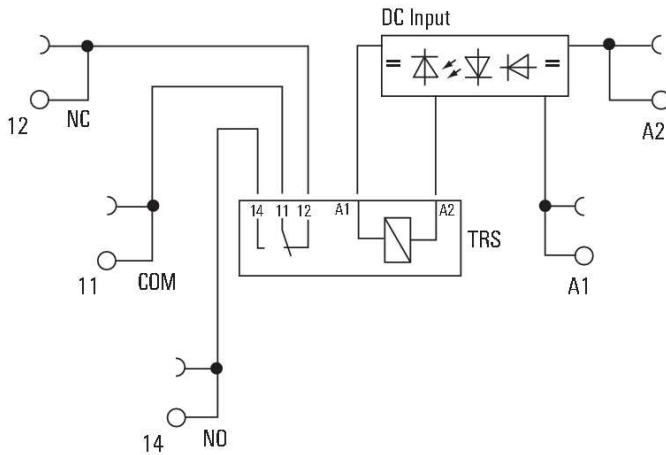 DC Input
= =
12 NC
A2
14 11 12 A1 A2
TRS
11 COM
A1
14 NO